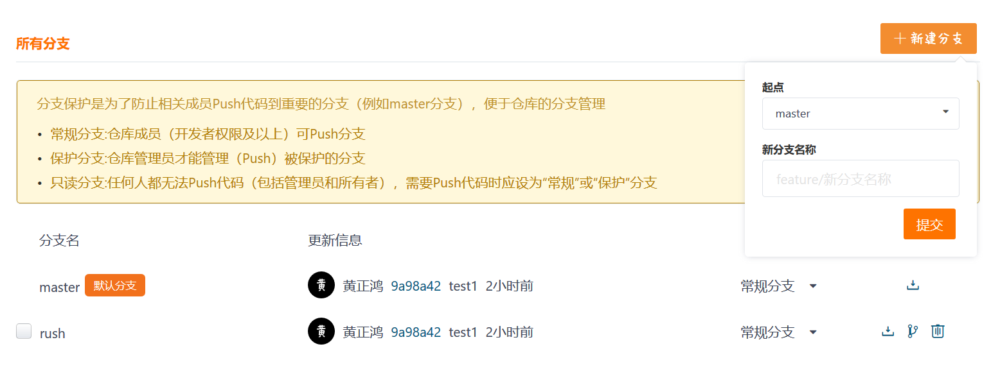 所有分支
新建分支
起点
master
新分支名称
feature/新分支名称
提交
分支保护是为了防止相关成员Push代码到重要的分支（例如master分支），便于仓库的分支管理
• 常规分支:仓库成员（开发者权限及以上）可Push分支
• 保护分支:仓库管理员才能管理（Push）被保护的分支
• 只读分支:任何人都无法Push代码（包括管理员和所有者），需要Push代码时应设为“常规”或“保护”分支
分支名 更新信息
master 默认分支 黄 黄正鸿 9a98a42 test1 2小时前 常规分支
rush 黄 黄正鸿 9a98a42 test1 2小时前 常规分支